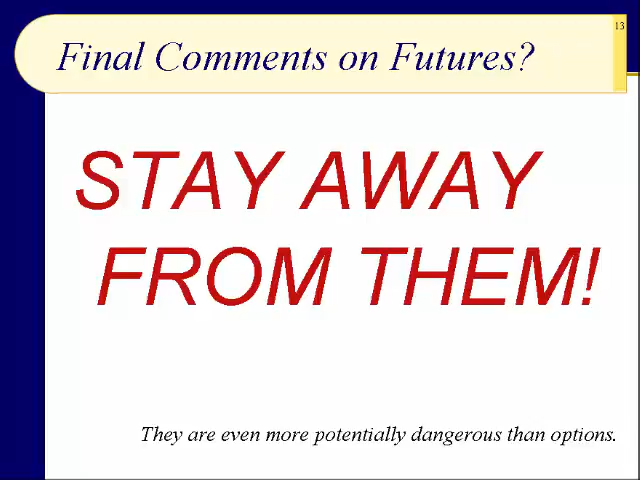 13
Final Comments on Futures?
STAY AWAY
FROM THEM!
They are even more potentially dangerous than options.